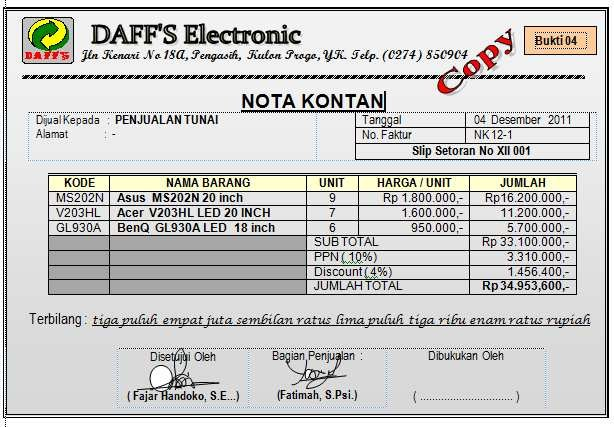 DAFF'S
DAFF'S Electronic
Jln Kenari No 18A, Pengasih, Kulon Progo, YK. Telp. (0274) 850904
Copy
Bukti 04
NOTA KONTAN
Dijual Kepada : PENJUALAN TUNAI
Alamat : -
Tanggal 04 Desember 2011
No. Faktur NK 12-1
Slip Setoran No XII 001
KODE NAMA BARANG UNIT HARGA / UNIT JUMLAH
MS202N Asus MS202N 20 inch 9 Rp 1.800.000,- Rp16.200.000,-
V203HL Acer V203HL LED 20 INCH 7 1.600.000,- 11.200.000,-
GL930A BenQ GL930A LED 18 inch 6 950.000,- 5.700.000,-
SUB TOTAL Rp 33.100.000,-
PPN ( 10%) 3.310.000,-
Discount ( 4%) 1.456.400,-
JUMLAH TOTAL Rp 34.953,600,-
Terbilang : tiga puluh empat juta sembilan ratus lima puluh tiga ribu enam ratus rupiah
Disetujui Oleh Bagian Penjualan : Dibukukan Oleh
( Fajar Handoko, S.E...) (Fatimah, S.Psi.) ( .............................. )